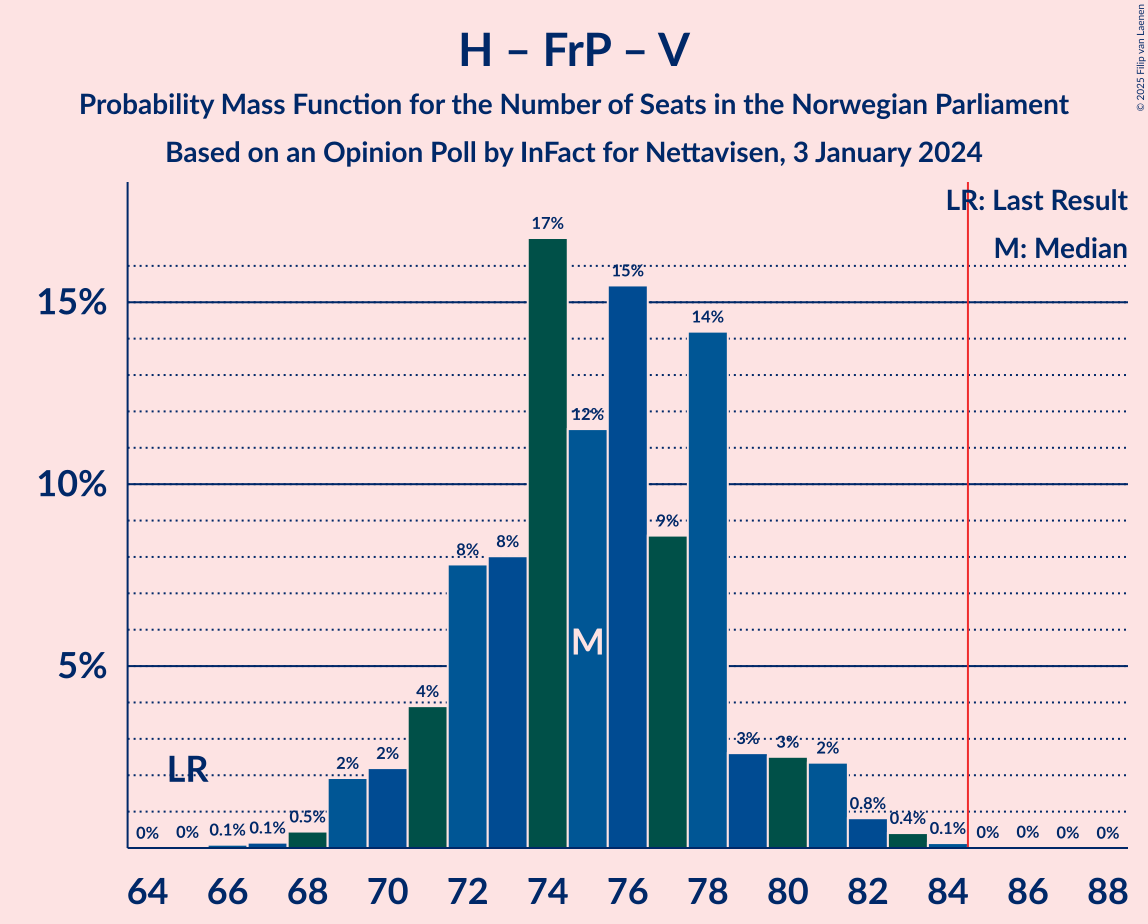 H – FrP – V
Probability Mass Function for the Number of Seats in the Norwegian Parliament
Based on an Opinion Poll by InFact for Nettavisen, 3 January 2024
© 2025 Filip van Laenen
LR: Last Result
M: Median
15%
10%
5%
0% 0% 0.1% 0.1% 0.5% 2% 2% 4% 8% 8% 17% 12% 15% 9% 14% 3% 3% 2% 0.8% 0.4% 0.1% 0% 0% 0% 0%
M
LR
64 66 68 70 72 74 76 78 80 82 84 86 88